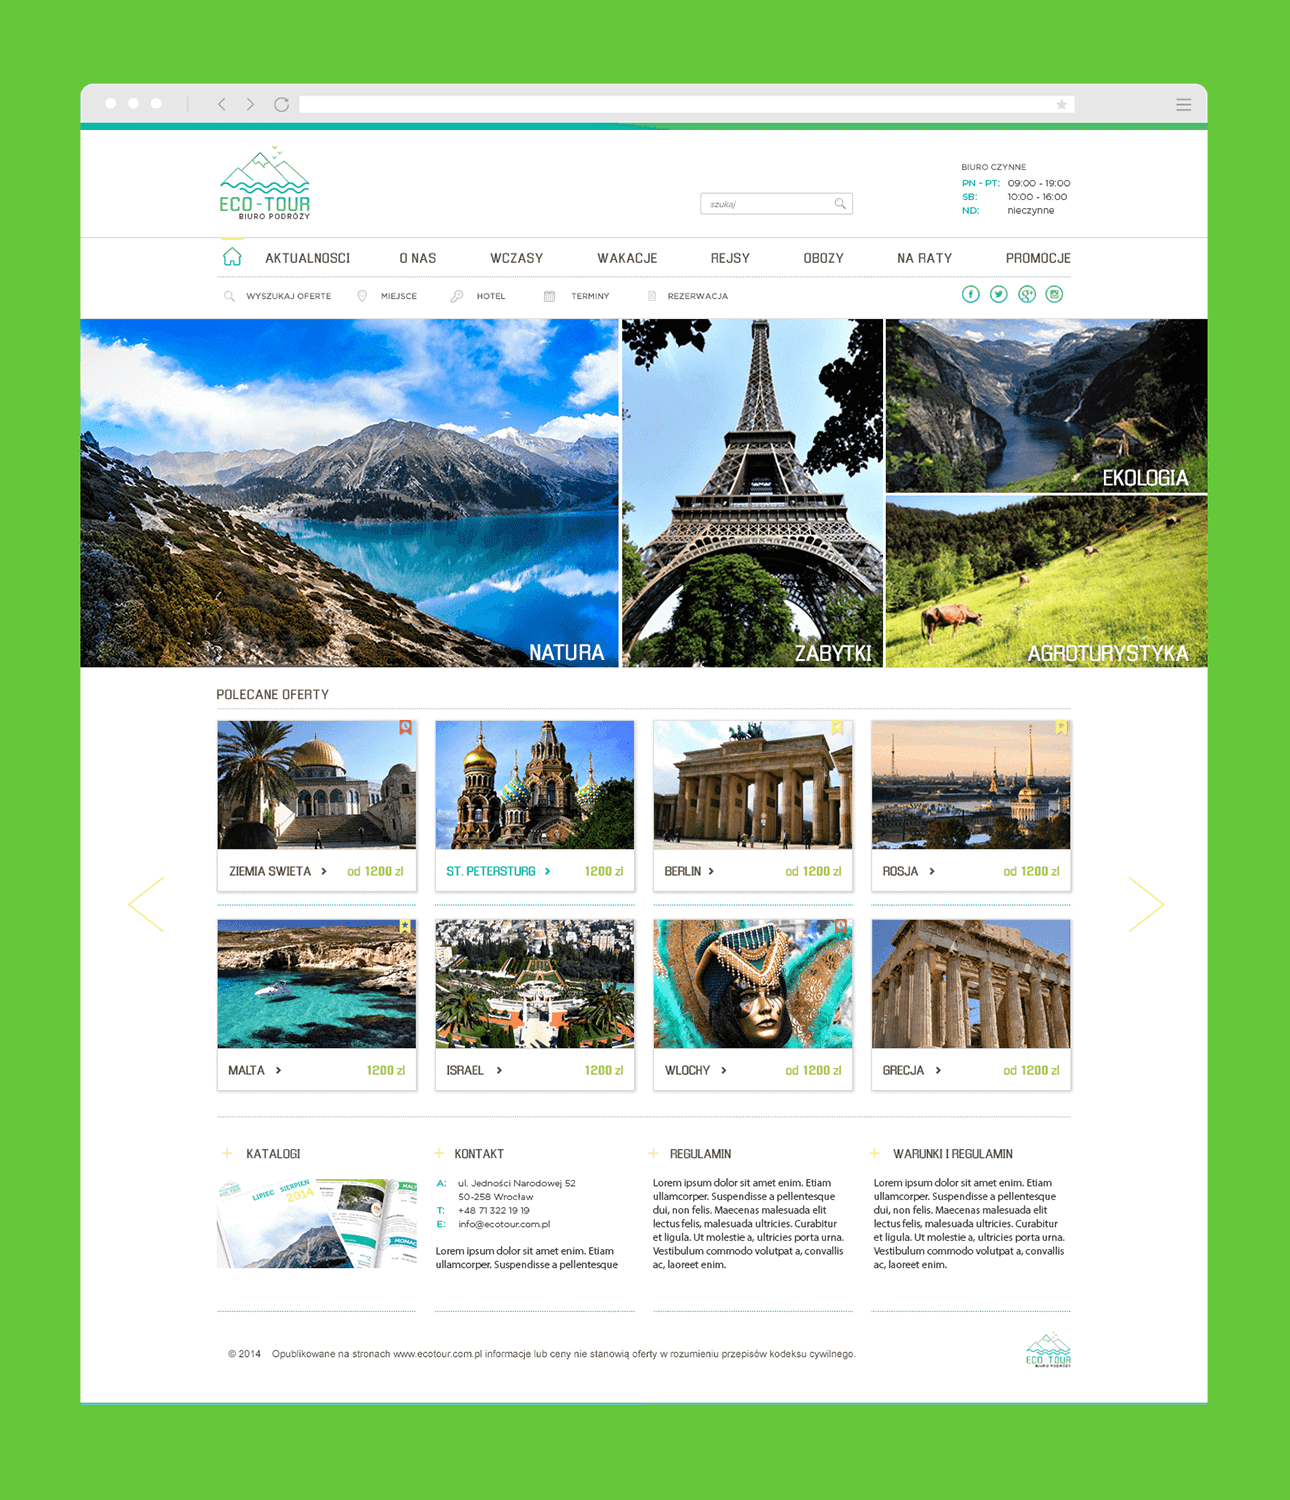 ECO-TOUR
BIURO PODRÓŻY
szukaj
BIURO CZYNNE
PN - PT: 09:00 - 19:00
SB: 10:00 - 16:00
ND: nieczynne
AKTUALNOSCI O NAS WCZASY WAKACJE REJSY OBOZY NA RATY PROMOCJE
WYSZUKAJ OFERTE MIEJSCE HOTEL TERMINY REZERWACJA
NATURA
ZABYTKI
EKOLOGIA
AGROTURYSTYKA
POLECANE OFERTY
ZIEMIA SWIETA od 1200 zl
ST. PETERSTURG 1200 zl
BERLIN od 1200 zl
ROSJA od 1200 zl
MALTA 1200 zl
ISRAEL 1200 zl
WLOCHY od 1200 zl
GRECJA od 1200 zl
KATALOGI
LIPIEC SIERPIEŃ
2014
KONTAKT
A: ul. Jedności Narodowej 52
50-258 Wrocław
T: +48 71 322 19 19
E: info@ecotour.com.pl
Lorem ipsum dolor sit amet enim. Etiam
ullamcorper. Suspendisse a pellentesque
REGULAMIN
Lorem ipsum dolor sit amet enim. Etiam
ullamcorper. Suspendisse a pellentesque
dui, non felis. Maecenas malesuada elit
lectus felis, malesuada ultricies. Curabitur
et ligula. Ut molestie a, ultricies porta urna.
Vestibulum commodo volutpat a, convallis
ac, laoreet enim.
WARUNKI I REGULAMIN
Lorem ipsum dolor sit amet enim. Etiam
ullamcorper. Suspendisse a pellentesque
dui, non felis. Maecenas malesuada elit
lectus felis, malesuada ultricies. Curabitur
et ligula. Ut molestie a, ultricies porta urna.
Vestibulum commodo volutpat a, convallis
ac, laoreet enim.
© 2014 Opublikowane na stronach www.ecotour.com.pl informacje lub ceny nie stanowią oferty w rozumieniu przepisów kodeksu cywilnego.
ECO TOUR
BIURO PODRÓŻY